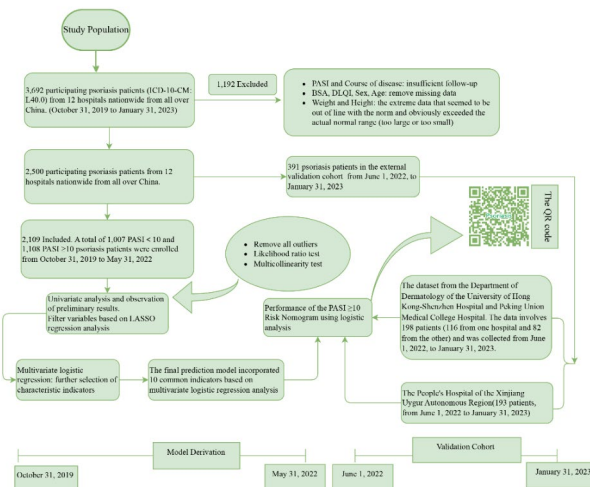 Study Population
3,692 participating psoriasis patients (ICD-10-CM:
L40.0) from 12 hospitals nationwide from all over
China. (October 31, 2019 to January 31, 2023)
1,192 Excluded
• PASI and Course of disease: insufficient follow-up
• BSA, DLQI, Sex, Age: remove missing data
• Weight and Height: the extreme data that seemed to be
out of line with the norm and obviously exceeded the
actual normal range (too large or too small)
2,500 participating psoriasis patients from 12
hospitals nationwide from all over China.
391 psoriasis patients in the external
validation cohort from June 1, 2022, to
January 31, 2023
The QR code
2,109 Included. A total of 1,007 PASI < 10 and
1,108 PASI ≥10 psoriasis patients were enrolled
from October 31, 2019 to May 31, 2022
• Remove all outliers
• Likelihood ratio test
• Multicollinearity test
Univariate analysis and observation
of preliminary results.
Filter variables based on LASSO
regression analysis
Performance of the PASI ≥10
Risk Nomogram using logistic
analysis
The dataset from the Department of
Dermatology of the University of Hong
Kong-Shenzhen Hospital and Peking Union
Medical College Hospital. The data involves
198 patients (116 from one hospital and 82
from the other) and was collected from June
1, 2022, to January 31, 2023.
Multivariate logistic
regression: further selection of
characteristic indicators
The final prediction model incorporated
10 common indicators based on
multivariate logistic regression analysis
The People's Hospital of the Xinjiang
Uygur Autonomous Region(193 patients,
from June 1, 2022 to January 31, 2023)
Model Derivation
Validation Cohort
October 31, 2019
May 31, 2022
June 1, 2022
January 31, 2023